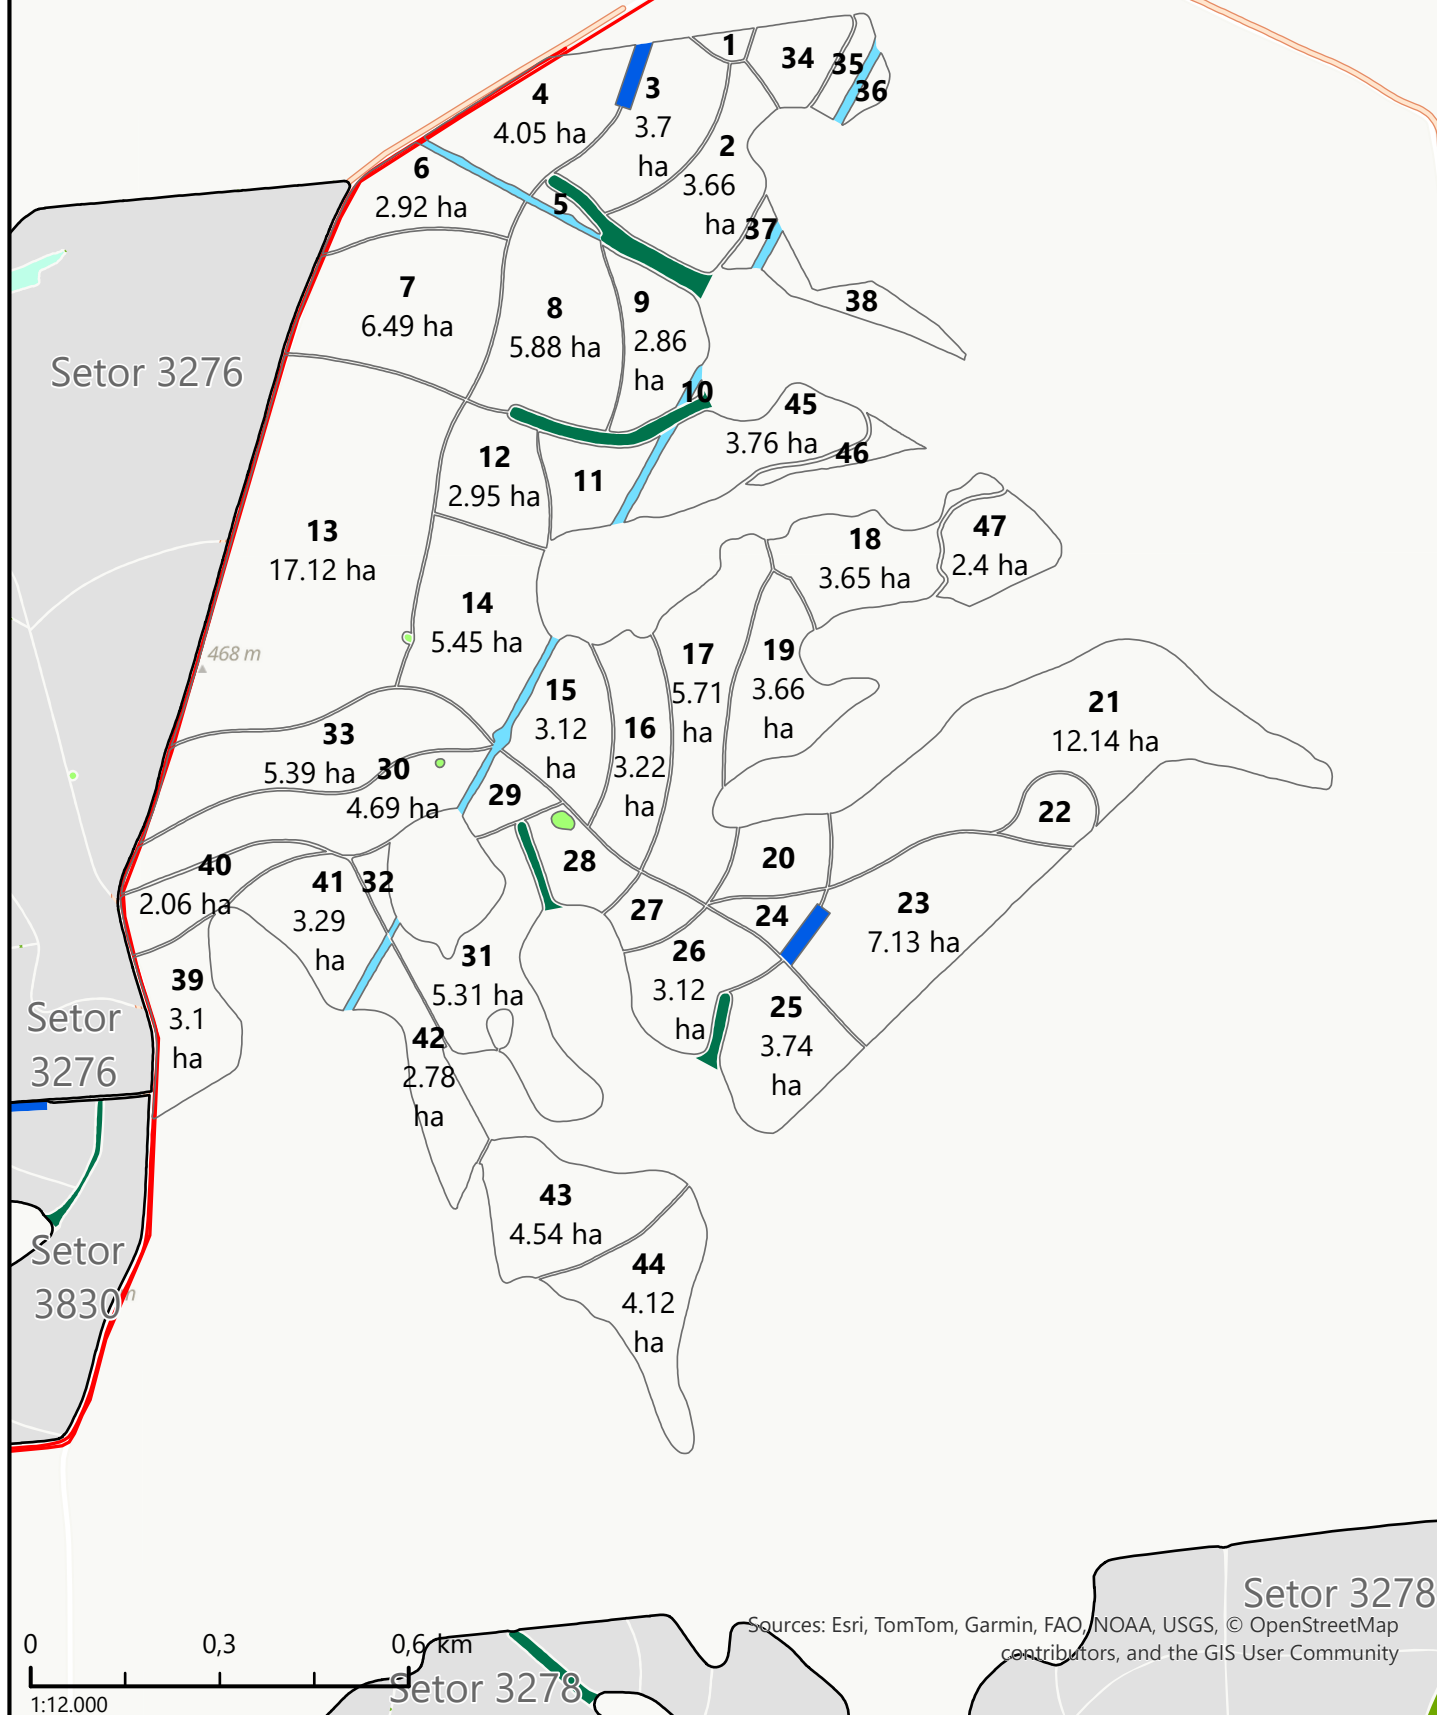 1
34
35
36
4
4.05 ha
3
3.7
ha
2
3.66
ha
6
2.92 ha
5
37
38
7
6.49 ha
8
5.88 ha
9
2.86
ha
10
Setor 3276
45
3.76 ha
46
12
2.95 ha
11
13
17.12 ha
18
3.65 ha
47
2.4 ha
14
5.45 ha
468 m
17
5.71
ha
19
3.66
ha
15
3.12
ha
16
3.22
ha
21
12.14 ha
33
5.39 ha
30
4.69 ha
29
22
28
20
40
2.06 ha
41
3.29
ha
32
27
24
23
7.13 ha
26
3.12
ha
31
5.31 ha
39
3.1
ha
25
3.74
ha
Setor
3276
42
2.78
ha
43
4.54 ha
44
4.12
ha
Setor
3830
Setor 3278
Sources: Esri, TomTom, Garmin, FAO, NOAA, USGS, © OpenStreetMap
contributors, and the GIS User Community
0 0,3 0,6 km
Setor 3278
1:12.000